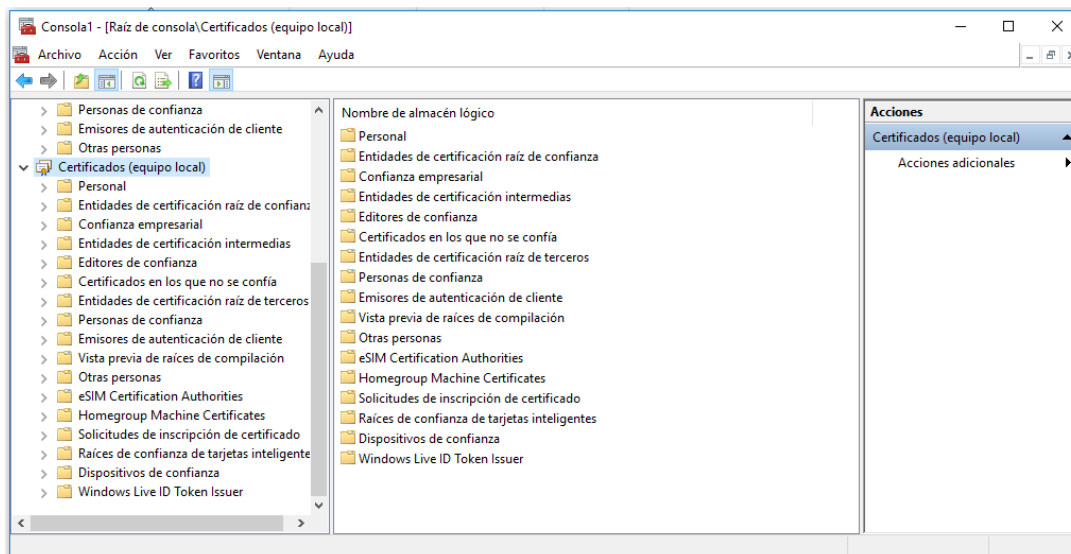 Consola1 - [Raíz de consola\Certificados (equipo local)]
Archivo Acción Ver Favoritos Ventana Ayuda
Personas de confianza
Emisores de autenticación de cliente
Otras personas
Certificados (equipo local)
Personal
Entidades de certificación raíz de confianz
Confianza empresarial
Entidades de certificación intermedias
Editores de confianza
Certificados en los que no se confía
Entidades de certificación raíz de terceros
Personas de confianza
Emisores de autenticación de cliente
Vista previa de raíces de compilación
Otras personas
eSIM Certification Authorities
Homegroup Machine Certificates
Solicitudes de inscripción de certificado
Raíces de confianza de tarjetas inteligente
Dispositivos de confianza
Windows Live ID Token Issuer
Nombre de almacén lógico
Personal
Entidades de certificación raíz de confianza
Confianza empresarial
Entidades de certificación intermedias
Editores de confianza
Certificados en los que no se confía
Entidades de certificación raíz de terceros
Personas de confianza
Emisores de autenticación de cliente
Vista previa de raíces de compilación
Otras personas
eSIM Certification Authorities
Homegroup Machine Certificates
Solicitudes de inscripción de certificado
Raíces de confianza de tarjetas inteligentes
Dispositivos de confianza
Windows Live ID Token Issuer
Acciones
Certificados (equipo local)
Acciones adicionales